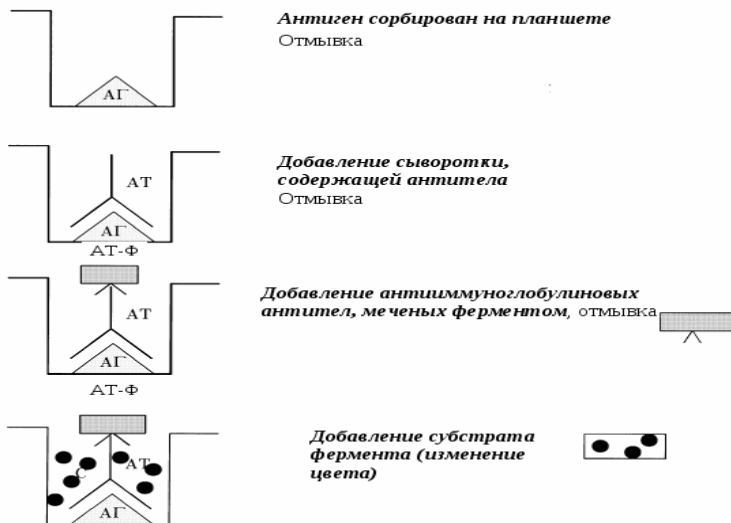 Антиген сорбирован на планшете
Отмывка
АГ
Добавление сыворотки,
содержащей антитела
Отмывка
АТ
АГ
АТ-Ф
Добавление антииммуноглобулиновых
антител, меченых ферментом, отмывка
АТ
АГ
АТ-Ф
Добавление субстрата
фермента (изменение
цвета)
С
АТ
АГ